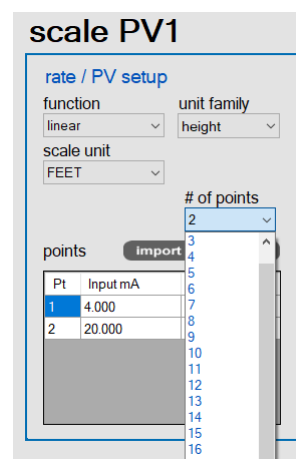 scale PV1
rate / PV setup
function unit family
linear height
scale unit
FEET
# of points
2
points import
3
4
5
6
7
8
9
10
11
12
13
14
15
16
Pt Input mA
1 4.000
2 20.000